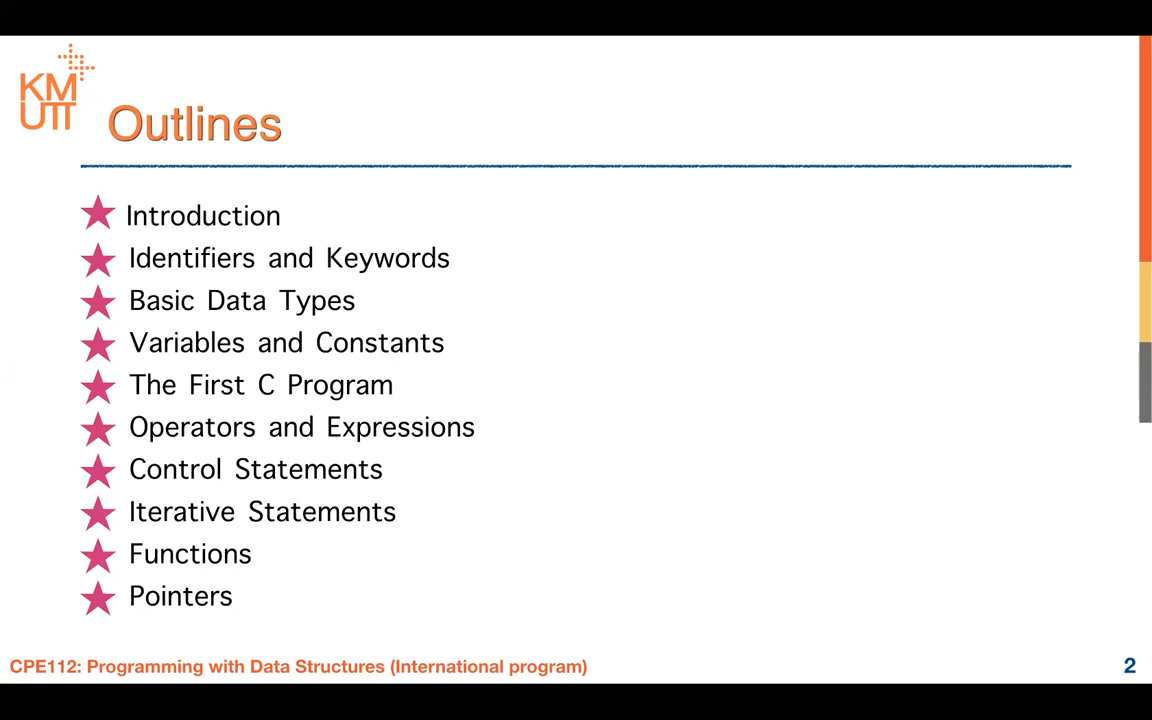 KM
UTT
Outlines
Introduction
Identifiers and Keywords
Basic Data Types
Variables and Constants
The First C Program
Operators and Expressions
Control Statements
Iterative Statements
Functions
Pointers
CPE112: Programming with Data Structures (International program)
2